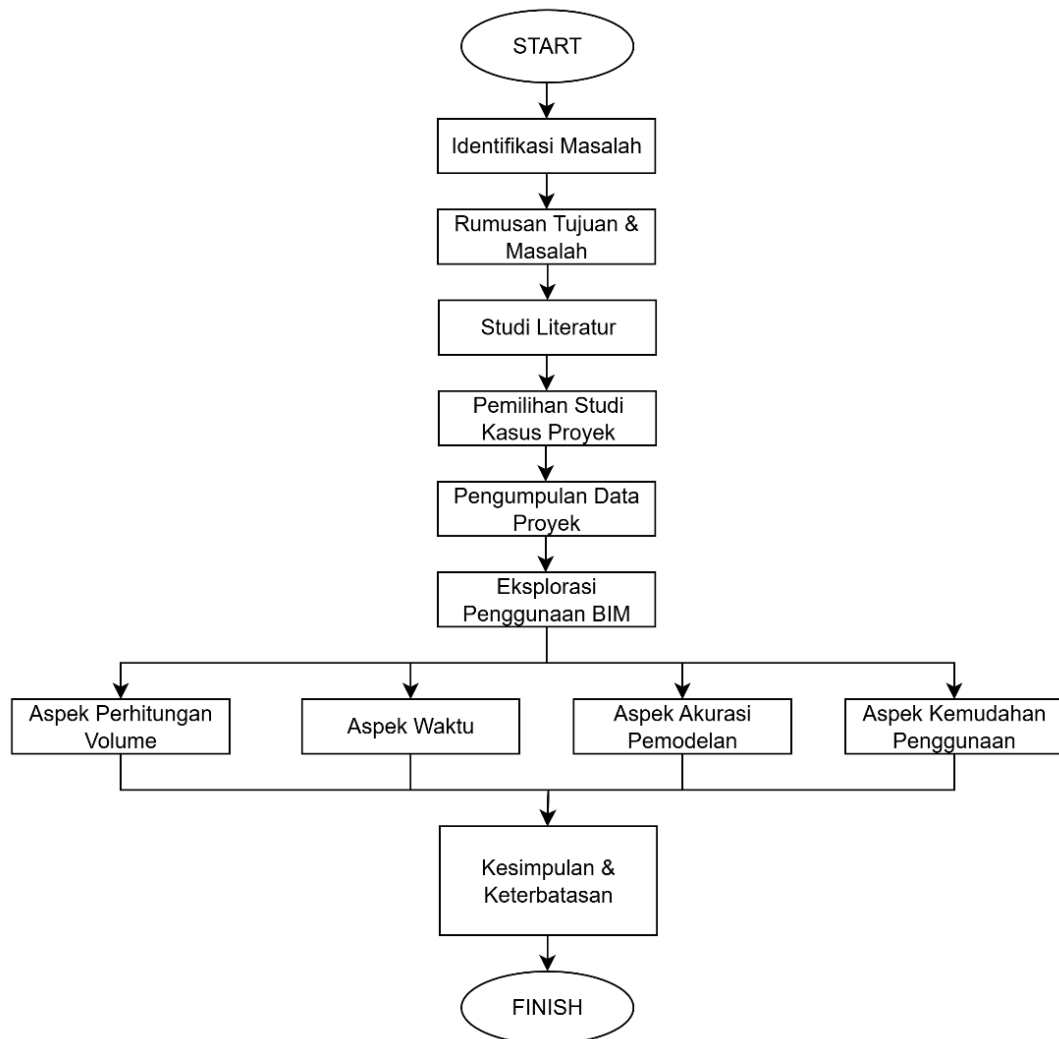 START
Identifikasi Masalah
Rumusan Tujuan &
Masalah
Studi Literatur
Pemilihan Studi
Kasus Proyek
Pengumpulan Data
Proyek
Eksplorasi
Penggunaan BIM
Aspek Perhitungan
Volume
Aspek Waktu
Aspek Akurasi
Pemodelan
Aspek Kemudahan
Penggunaan
Kesimpulan &
Keterbatasan
FINISH